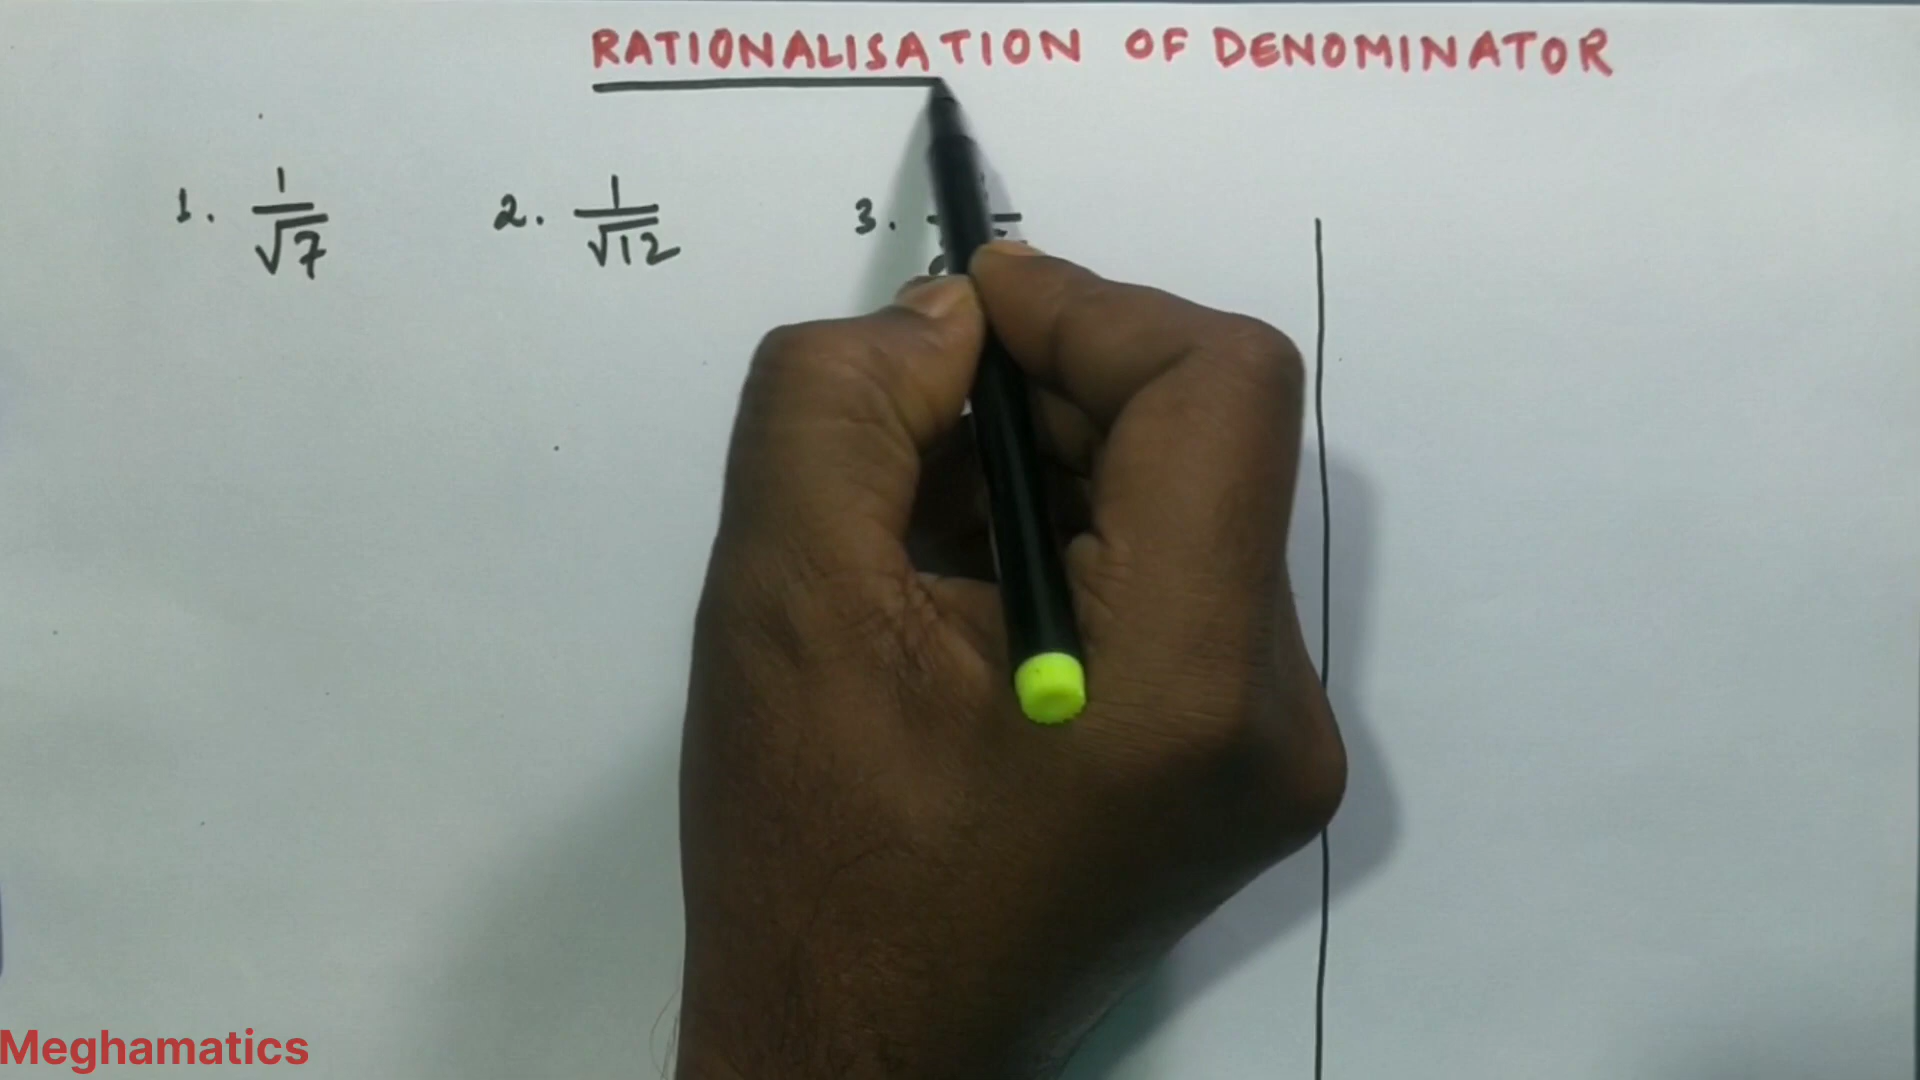 RATIONALISATION OF DENOMINATOR
1. 1/√7 2. 1/√12 3.
Meghamatics